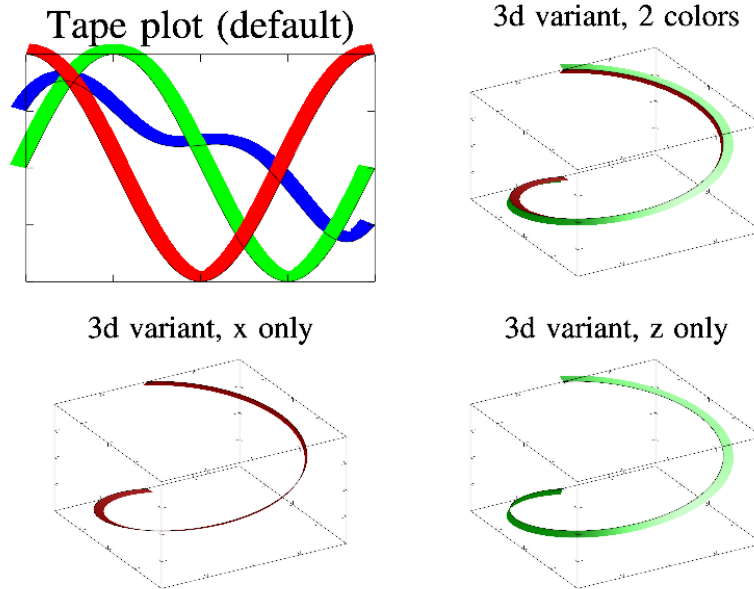 Tape plot (default)
3d variant, 2 colors
3d variant, x only
3d variant, z only